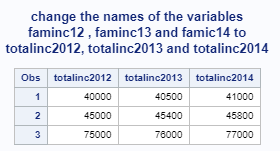 change the names of the variables
faminc12 , faminc13 and famic14 to
totalinc2012, totalinc2013 and totalinc2014
Obs totalinc2012 totalinc2013 totalinc2014
1 40000 40500 41000
2 45000 45400 45800
3 75000 76000 77000